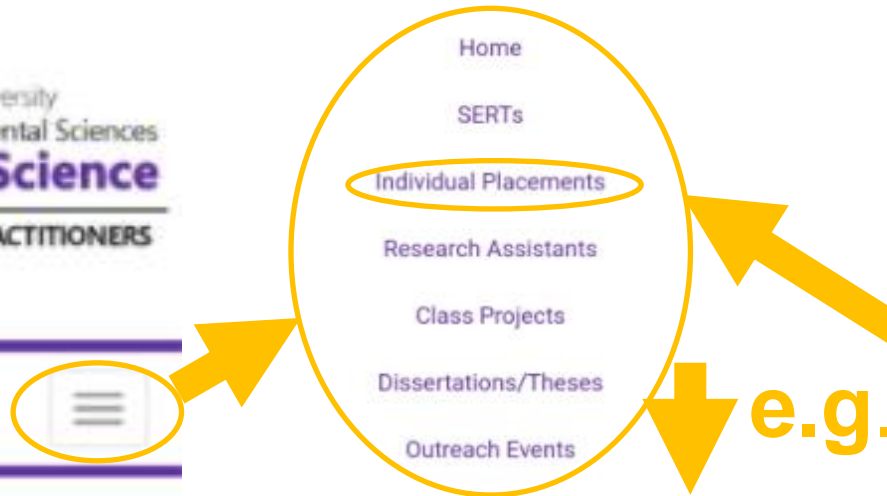 ental Sciences
Science
ACTITIONERS
Home
SERTs
Individual Placements
Research Assistants
Class Projects
Dissertations/Theses
Outreach Events
e.g.